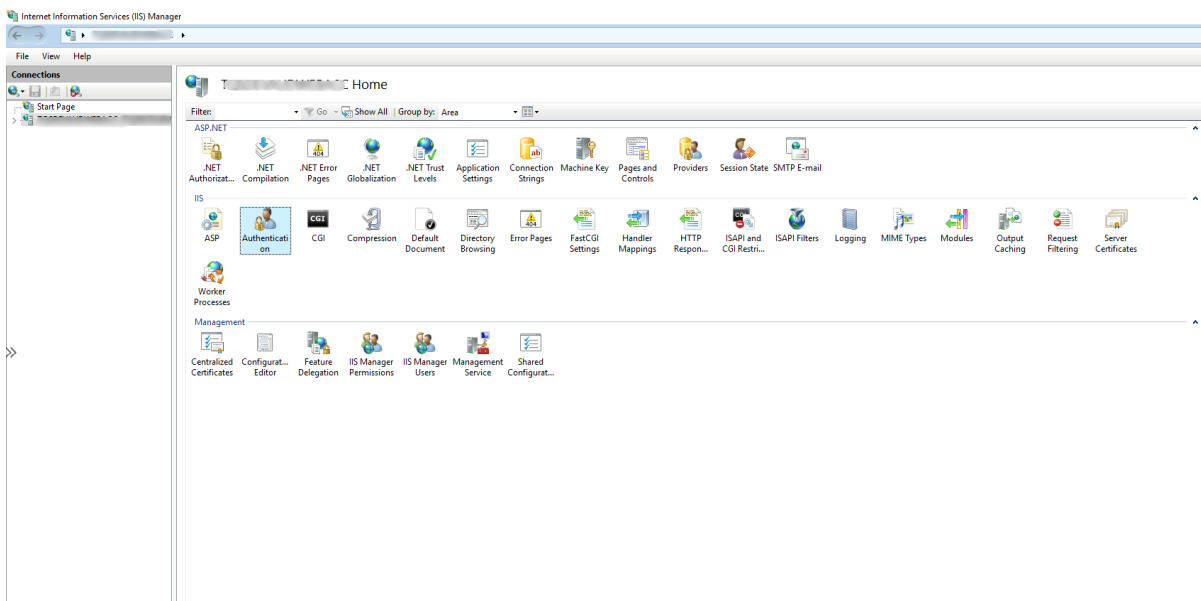 Internet Information Services (IIS) Manager
File View Help
Connections
Start Page
Home
Filter: Go Show All Group by: Area
ASP.NET
.NET Authorizat...
.NET Compilation
.NET Error Pages
.NET Globalization
.NET Trust Levels
Application Settings
Connection Strings
Machine Key
Pages and Controls
Providers
Session State
SMTP E-mail
IIS
ASP
Authenticati on
CGI
Compression
Default Document
Directory Browsing
Error Pages
FastCGI Settings
Handler Mappings
HTTP Respon...
ISAPI and CGI Restri...
ISAPI Filters
Logging
MIME Types
Modules
Output Caching
Request Filtering
Server Certificates
Worker Processes
Management
Centralized Certificates
Configurat... Editor
Feature Delegation
IIS Manager Permissions
IIS Manager Users
Management Service
Shared Configurat...